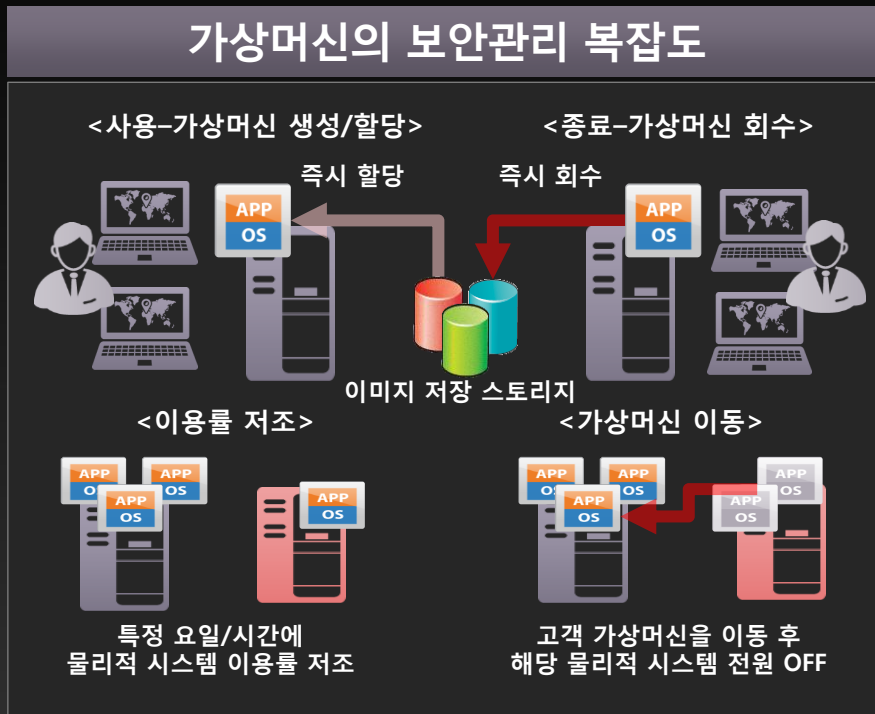 가상머신의 보안관리 복잡도
<사용–가상머신 생성/할당>
<종료–가상머신 회수>
즉시 할당
즉시 회수
APP
OS
APP
OS
이미지 저장 스토리지
<이용률 저조>
<가상머신 이동>
APP
OS
APP
OS
APP
OS
APP
OS
APP
OS
APP
OS
APP
OS
APP
APP
OS
특정 요일/시간에
물리적 시스템 이용률 저조
고객 가상머신을 이동 후
해당 물리적 시스템 전원 OFF